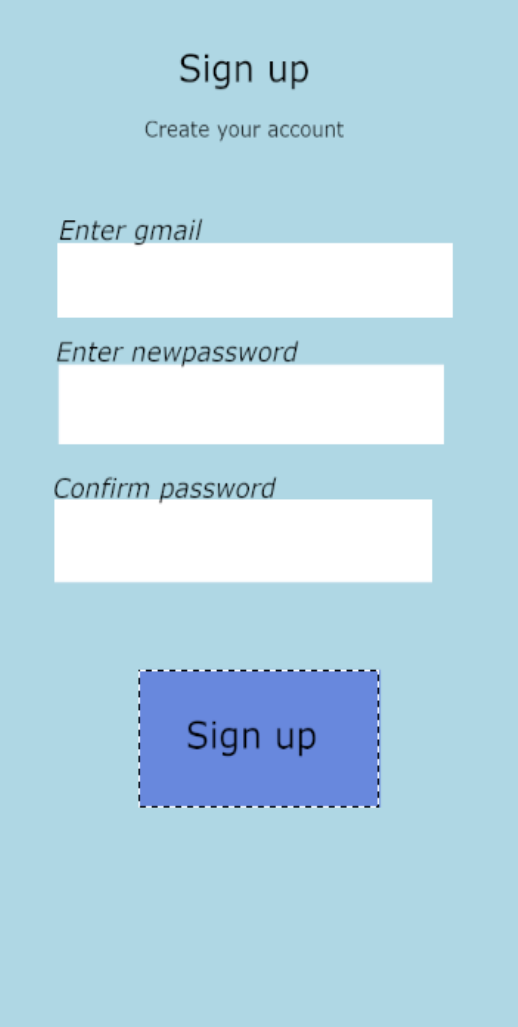 Sign up
Create your account
Enter gmail
Enter newpassword
Confirm password
Sign up